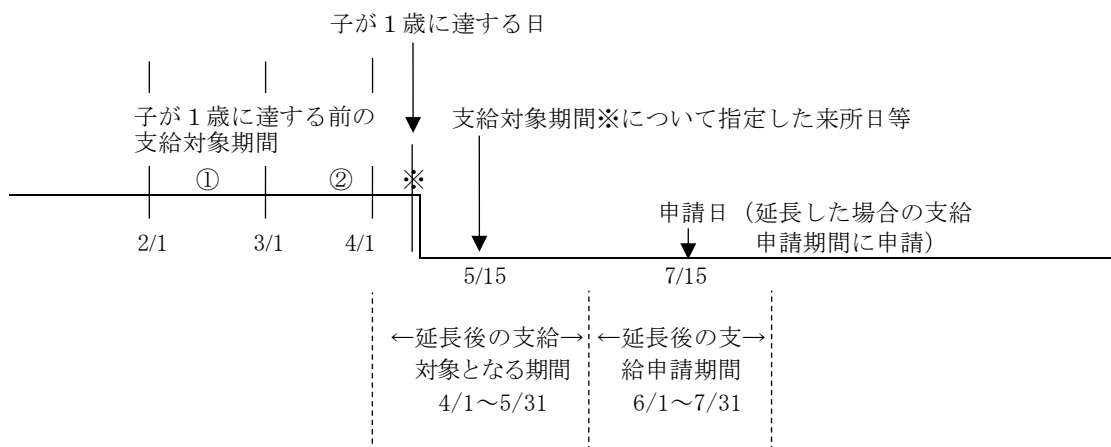 子が１歳に達する日
子が１歳に達する前の
支給対象期間
支給対象期間※について指定した来所日等
① ② ※
申請日（延長した場合の支給
申請期間に申請）
2/1 3/1 4/1
5/15 7/15
←延長後の支給→
対象となる期間
4/1～5/31
←延長後の支→
給申請期間
6/1～7/31